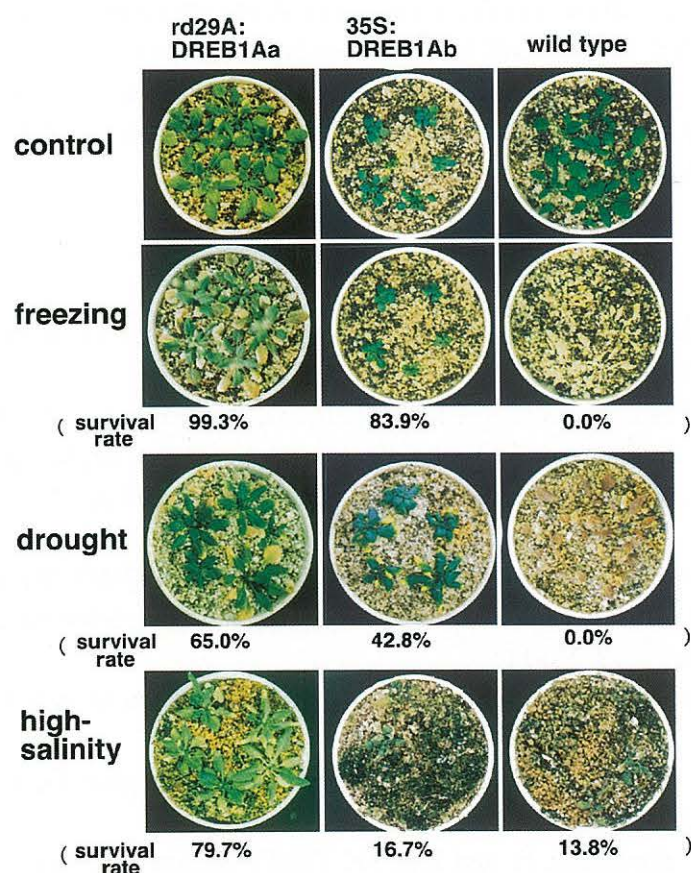 rd29A:
DREB1Aa
35S:
DREB1Ab
wild type
control
freezing
( survival rate 99.3% 83.9% 0.0% )
drought
( survival rate 65.0% 42.8% 0.0% )
high-
salinity
( survival rate 79.7% 16.7% 13.8% )